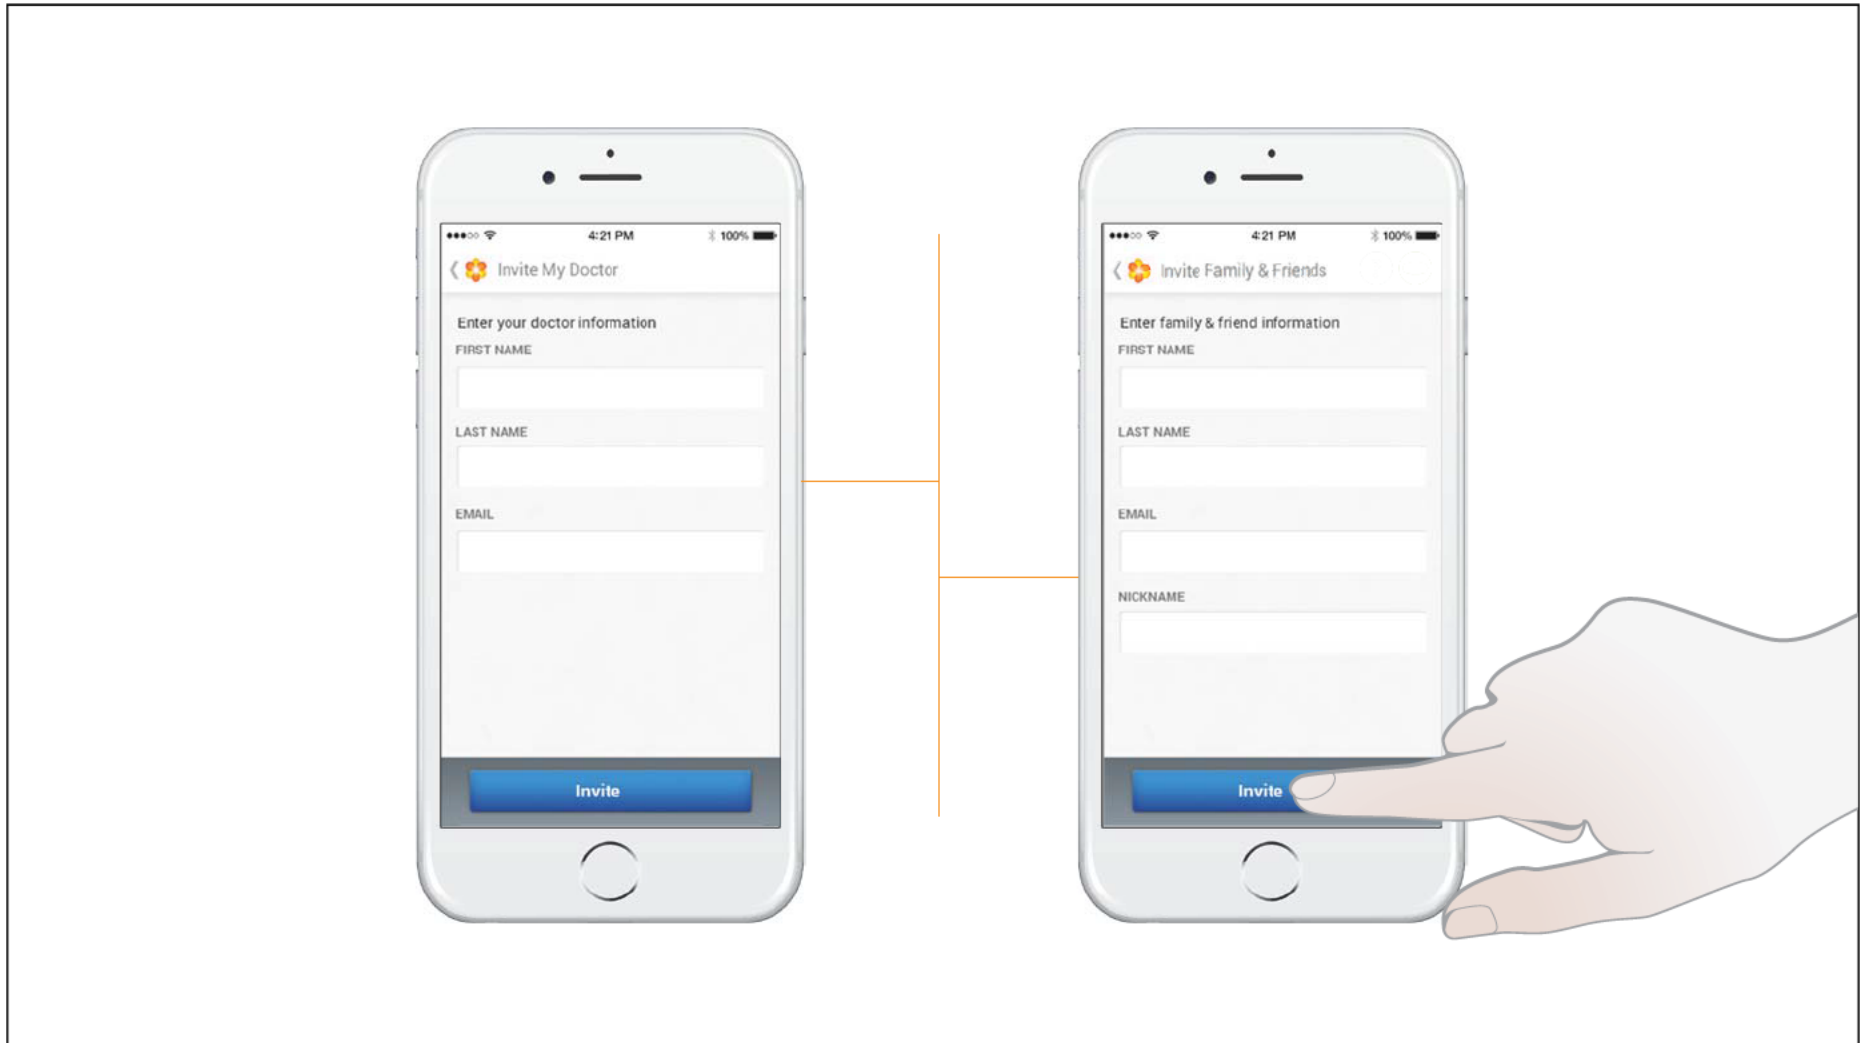 4:21 PM
100%
Invite My Doctor
Enter your doctor information
FIRST NAME
LAST NAME
EMAIL
Invite
4:21 PM
100%
Invite Family & Friends
Enter family & friend information
FIRST NAME
LAST NAME
EMAIL
NICKNAME
Invite